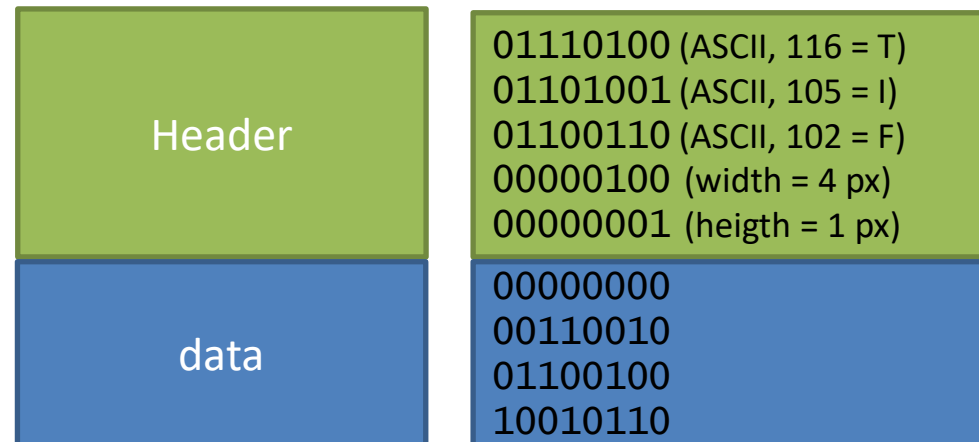 Header
01110100 (ASCII, 116 = T)
01101001 (ASCII, 105 = I)
01100110 (ASCII, 102 = F)
00000100 (width = 4 px)
00000001 (heigth = 1 px)
data
00000000
00110010
01100100
10010110